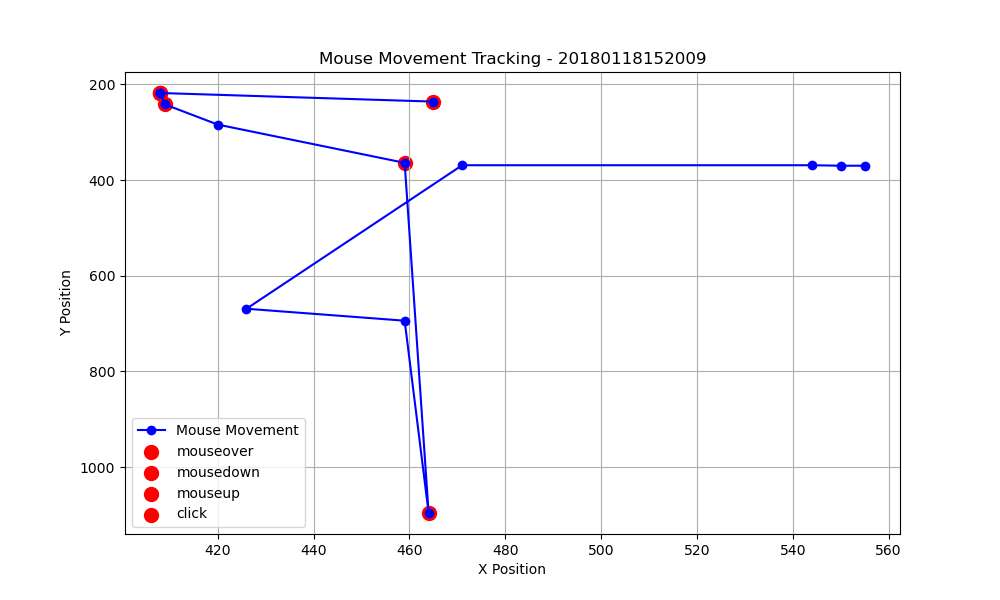 Mouse Movement Tracking - 20180118152009
200
400
600
800
1000
Y Position
Mouse Movement
mouseover
mousedown
mouseup
click
420 440 460 480 500 520 540 560
X Position